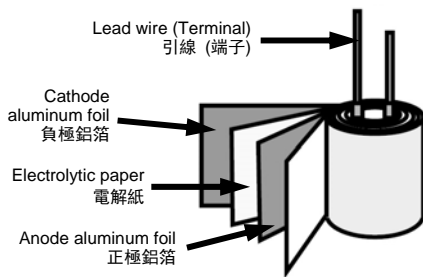 Lead wire (Terminal)
引線 (端子)
Cathode
aluminum foil
負極鋁箔
Electrolytic paper
電解紙
Anode aluminum foil
正極鋁箔